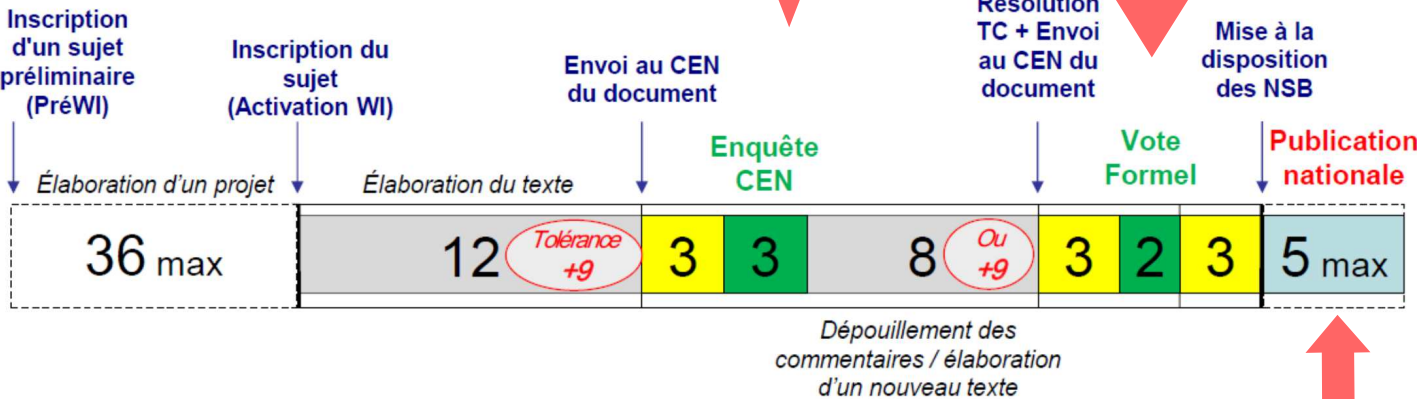 Inscription
d'un sujet
préliminaire
(PréWI)
Inscription du
sujet
(Activation WI)
Envoi au CEN
du document
Résolution
TC + Envoi
au CEN du
document
Mise à la
disposition
des NSB
Élaboration d'un projet
Élaboration du texte
Enquête
CEN
Vote
Formel
Publication
nationale
36 max
12
Tolérance
+9
3
3
8
Ou
+9
3
2
3
5 max
Dépouillement des
commentaires / élaboration
d'un nouveau texte